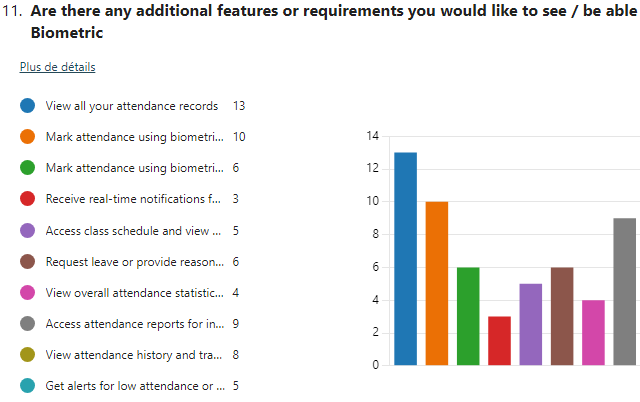 11. Are there any additional features or requirements you would like to see / be able
Biometric
Plus de détails
View all your attendance records 13
Mark attendance using biometri... 10
Mark attendance using biometri... 6
Receive real-time notifications f... 3
Access class schedule and view ... 5
Request leave or provide reason... 6
View overall attendance statistic... 4
Access attendance reports for in... 9
View attendance history and tra... 8
Get alerts for low attendance or ... 5
14
12
10
8
6
4
2
0